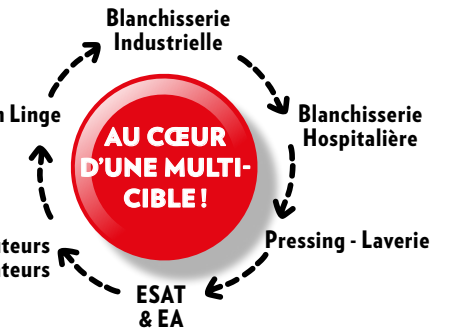 Blanchisserie
Industrielle
Linge
Blanchisserie
Hospitalière
AU CŒUR
D'UNE MULTI-
CIBLE !
Pressing - Laverie
ESAT
& EA